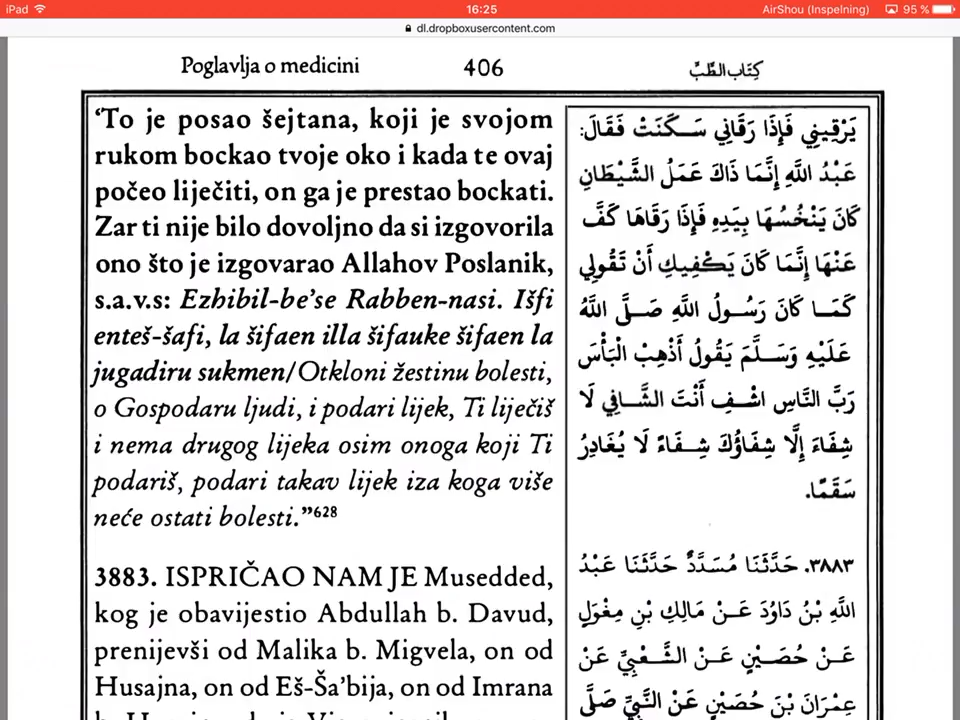 iPad 16:25 AirShou (Inspelning) 95 %
dl.dropboxusercontent.com
Poglavlja o medicini 406 كِتَاب الطِّبِّ
‘To je posao šejtana, koji je svojom
rukom bockao tvoje oko i kada te ovaj
počeo liječiti, on ga je prestao bockati.
Zar ti nije bilo dovoljno da si izgovorila
ono što je izgovarao Allahov Poslanik,
s.a.v.s: Ezhibil-be’se Rabben-nasi. Išfi
enteš-šafi, la šifaen illa šifauke šifaen la
jugadiru sukmen/Otkloni žestinu bolesti,
o Gospodaru ljudi, i podari lijek, Ti liječiš
i nema drugog lijeka osim onoga koji Ti
podariš, podari takav lijek iza koga više
neće ostati bolesti.”628
3883. ISPRIČAO NAM JE Musedded,
kog je obavijestio Abdullah b. Davud,
prenijevši od Malika b. Migvela, on od
Husajna, on od Eš-Ša’bija, on od Imrana
يَرْقِينِي فَإِذَا رَقَانِي سَكَنَتْ فَقَالَ:
عَبْدُ اللَّهِ إِنَّمَا ذَاكَ عَمَلُ الشَّيْطَانِ
كَانَ يَنْخُسُهَا بِيَدِهِ فَإِذَا رَقَاهَا كَفَّ
عَنْهَا إِنَّمَا كَانَ يَكْفِيكِ أَنْ تَقُولِي
كَمَا كَانَ رَسُولُ اللَّهِ صَلَّى اللَّهُ
عَلَيْهِ وَسَلَّمَ يَقُولُ أَذْهِبْ الْبَأْسَ
رَبَّ النَّاسِ اشْفِ أَنْتَ الشَّافِي لَا
شِفَاءَ إِلَّا شِفَاؤُكَ شِفَاءً لَا يُغَادِرُ
سَقَمًا.
٣٨٨٣. حَدَّثَنَا مُسَدَّدٌ حَدَّثَنَا عَبْدُ
اللَّهِ بْنُ دَاوُدَ عَنْ مَالِكِ بْنِ مِغْوَلٍ
عَنْ حُصَيْنٍ عَنْ الشَّعْبِيِّ عَنْ
عِمْرَانَ بْنِ حُصَيْنٍ عَنْ النَّبِيِّ صَلَّى